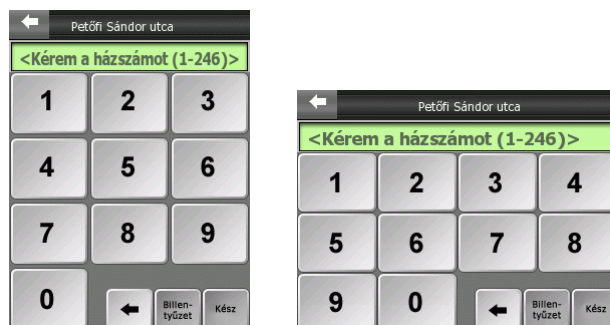 Petőfi Sándor utca
<Kérem a házszámot (1-246)>
1 2 3
4 5 6
7 8 9
0 Billen-
tyűzet Kész
Petőfi Sándor utca
<Kérem a házszámot (1-246)>
1 2 3 4
5 6 7 8
9 0 Billen-
tyűzet Kész